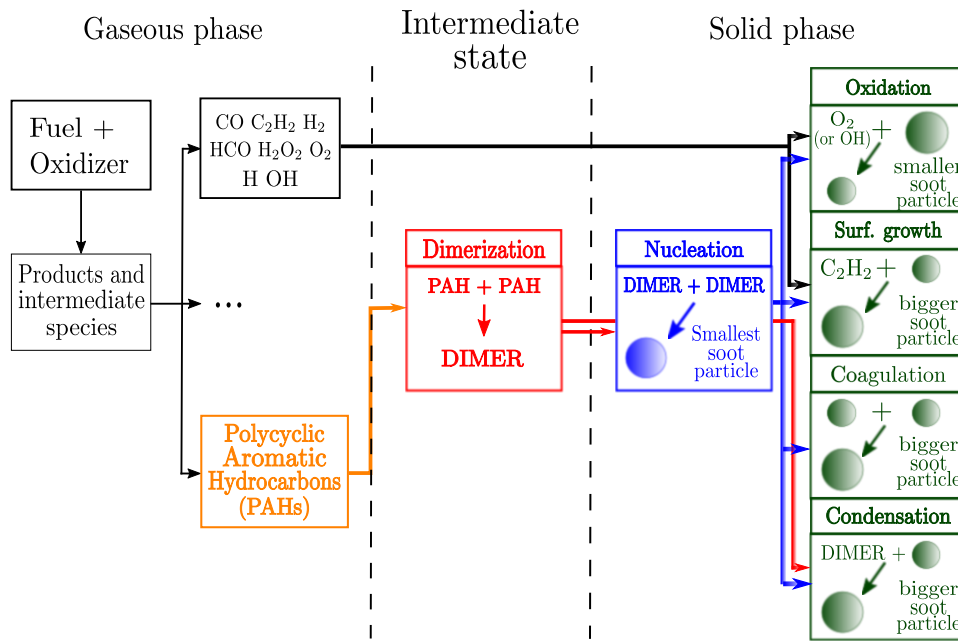 Gaseous phase
Intermediate
state
Solid phase
Fuel +
Oxidizer
Products and
intermediate
species
CO C₂H₂ H₂
HCO H₂O₂ O₂
H OH
...
Polycyclic
Aromatic
Hydrocarbons
(PAHs)
Dimerization
PAH + PAH
DIMER
Nucleation
DIMER + DIMER
Smallest
soot
particle
Oxidation
O₂
(or OH)
+
smaller
soot
particle
Surf. growth
C₂H₂ +
bigger
soot
particle
Coagulation
+
bigger
soot
particle
Condensation
DIMER +
bigger
soot
particle